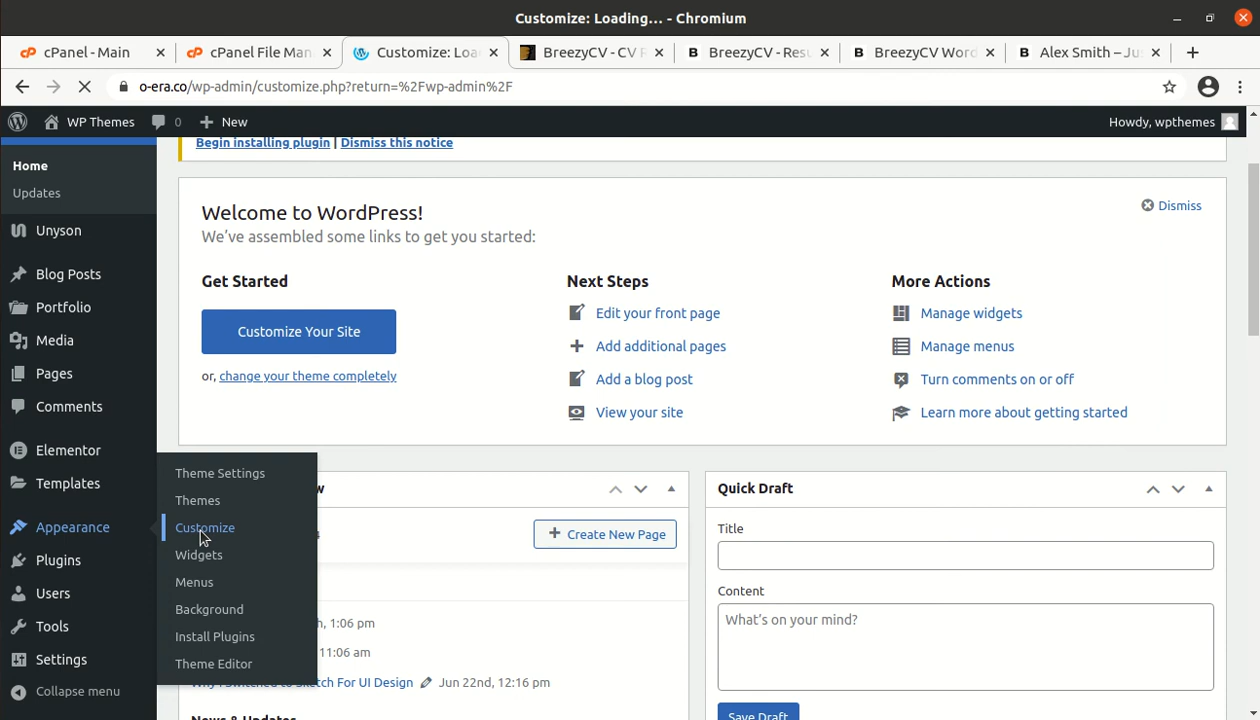 Customize: Loading... - Chromium
cPanel - Main
cPanel File Man
Customize: Loa
BreezyCV - CV R
BreezyCV - Resu
BreezyCV Word
Alex Smith – Ju
o-era.co/wp-admin/customize.php?return=%2Fwp-admin%2F
WP Themes
0
New
Howdy, wpthemes
Home
Updates
Unyson
Blog Posts
Portfolio
Media
Pages
Comments
Elementor
Templates
Appearance
Plugins
Users
Tools
Settings
Collapse menu
Theme Settings
Themes
Customize
Widgets
Menus
Background
Install Plugins
Theme Editor
Begin installing plugin | Dismiss this notice
Welcome to WordPress!
Dismiss
We've assembled some links to get you started:
Get Started
Customize Your Site
or, change your theme completely
Next Steps
Edit your front page
Add additional pages
Add a blog post
View your site
More Actions
Manage widgets
Manage menus
Turn comments on or off
Learn more about getting started
Create New Page
h, 1:06 pm
11:06 am
Why I Switched to Sketch For UI Design
Jun 22nd, 12:16 pm
News & Updates
Quick Draft
Title
Content
What's on your mind?
Save Draft